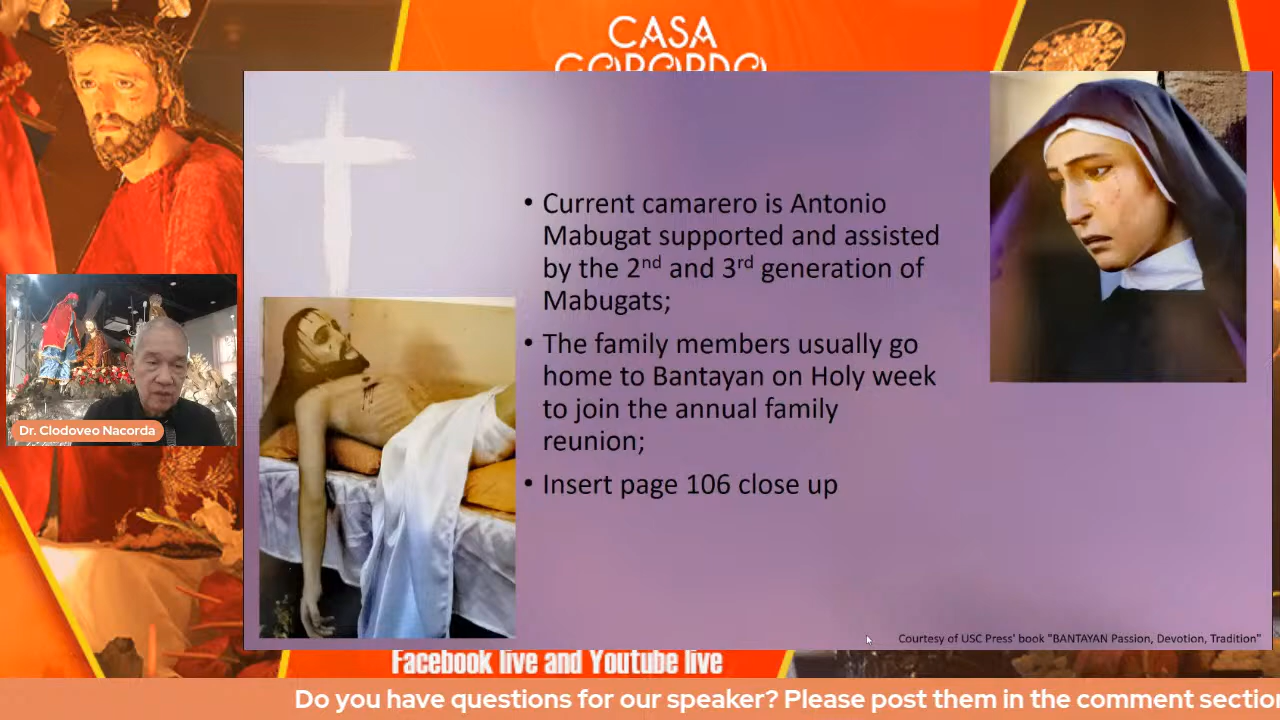 CASA
GORORDO
• Current camarero is Antonio
Mabugat supported and assisted
by the 2nd and 3rd generation of
Mabugats;
• The family members usually go
home to Bantayan on Holy week
to join the annual family
reunion;
• Insert page 106 close up
Dr. Clodoveo Nacorda
Courtesy of USC Press' book "BANTAYAN Passion, Devotion, Tradition"
Facebook live and Youtube live
Do you have questions for our speaker? Please post them in the comment sectio